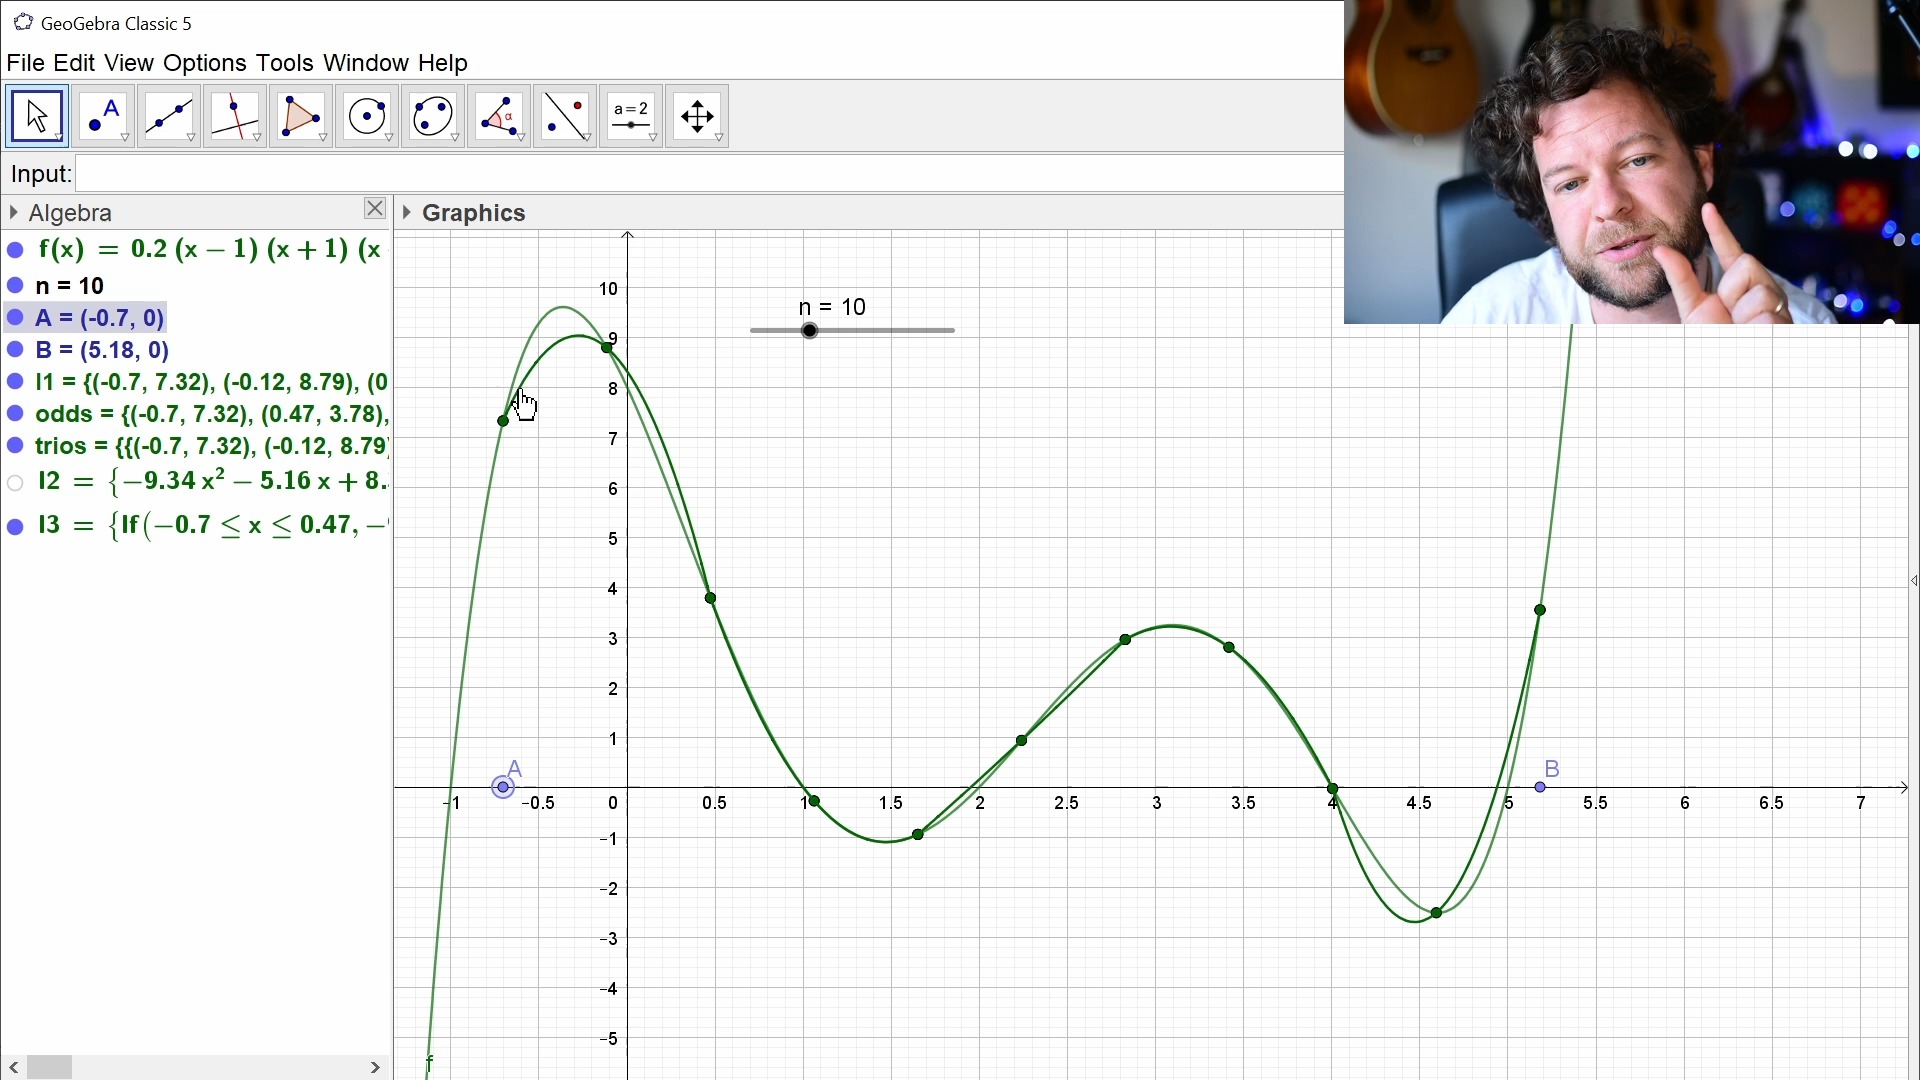 GeoGebra Classic 5
File Edit View Options Tools Window Help
A
α
a=2
Input:
Algebra
Graphics
f(x) = 0.2 (x − 1) (x + 1) (x
n = 10
A = (-0.7, 0)
B = (5.18, 0)
l1 = {(-0.7, 7.32), (-0.12, 8.79), (0
odds = {(-0.7, 7.32), (0.47, 3.78),
trios = {{(-0.7, 7.32), (-0.12, 8.79)
l2 = {−9.34 x² − 5.16 x + 8.
l3 = {If(−0.7 ≤ x ≤ 0.47, −
n = 10
10
9
8
7
6
5
4
3
2
1
A
B
-1 −0.5 0 0.5 1 1.5 2 2.5 3 3.5 4 4.5 5 5.5 6 6.5 7
−1
−2
−3
−4
−5
f